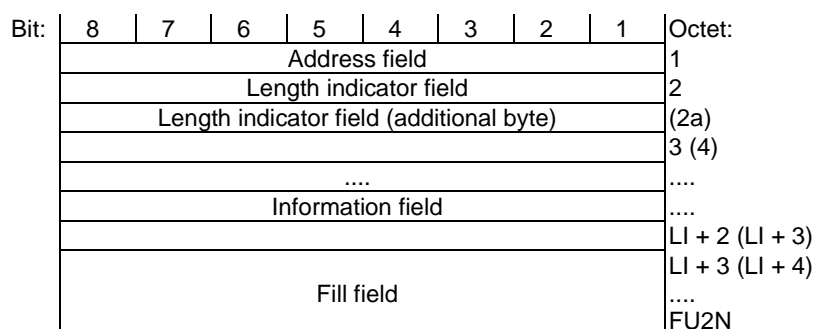 Bit: 8 7 6 5 4 3 2 1 Octet:
Address field 1
Length indicator field 2
Length indicator field (additional byte) (2a)
3 (4)
.... ....
Information field ....
LI + 2 (LI + 3)
LI + 3 (LI + 4)
Fill field ....
FU2N